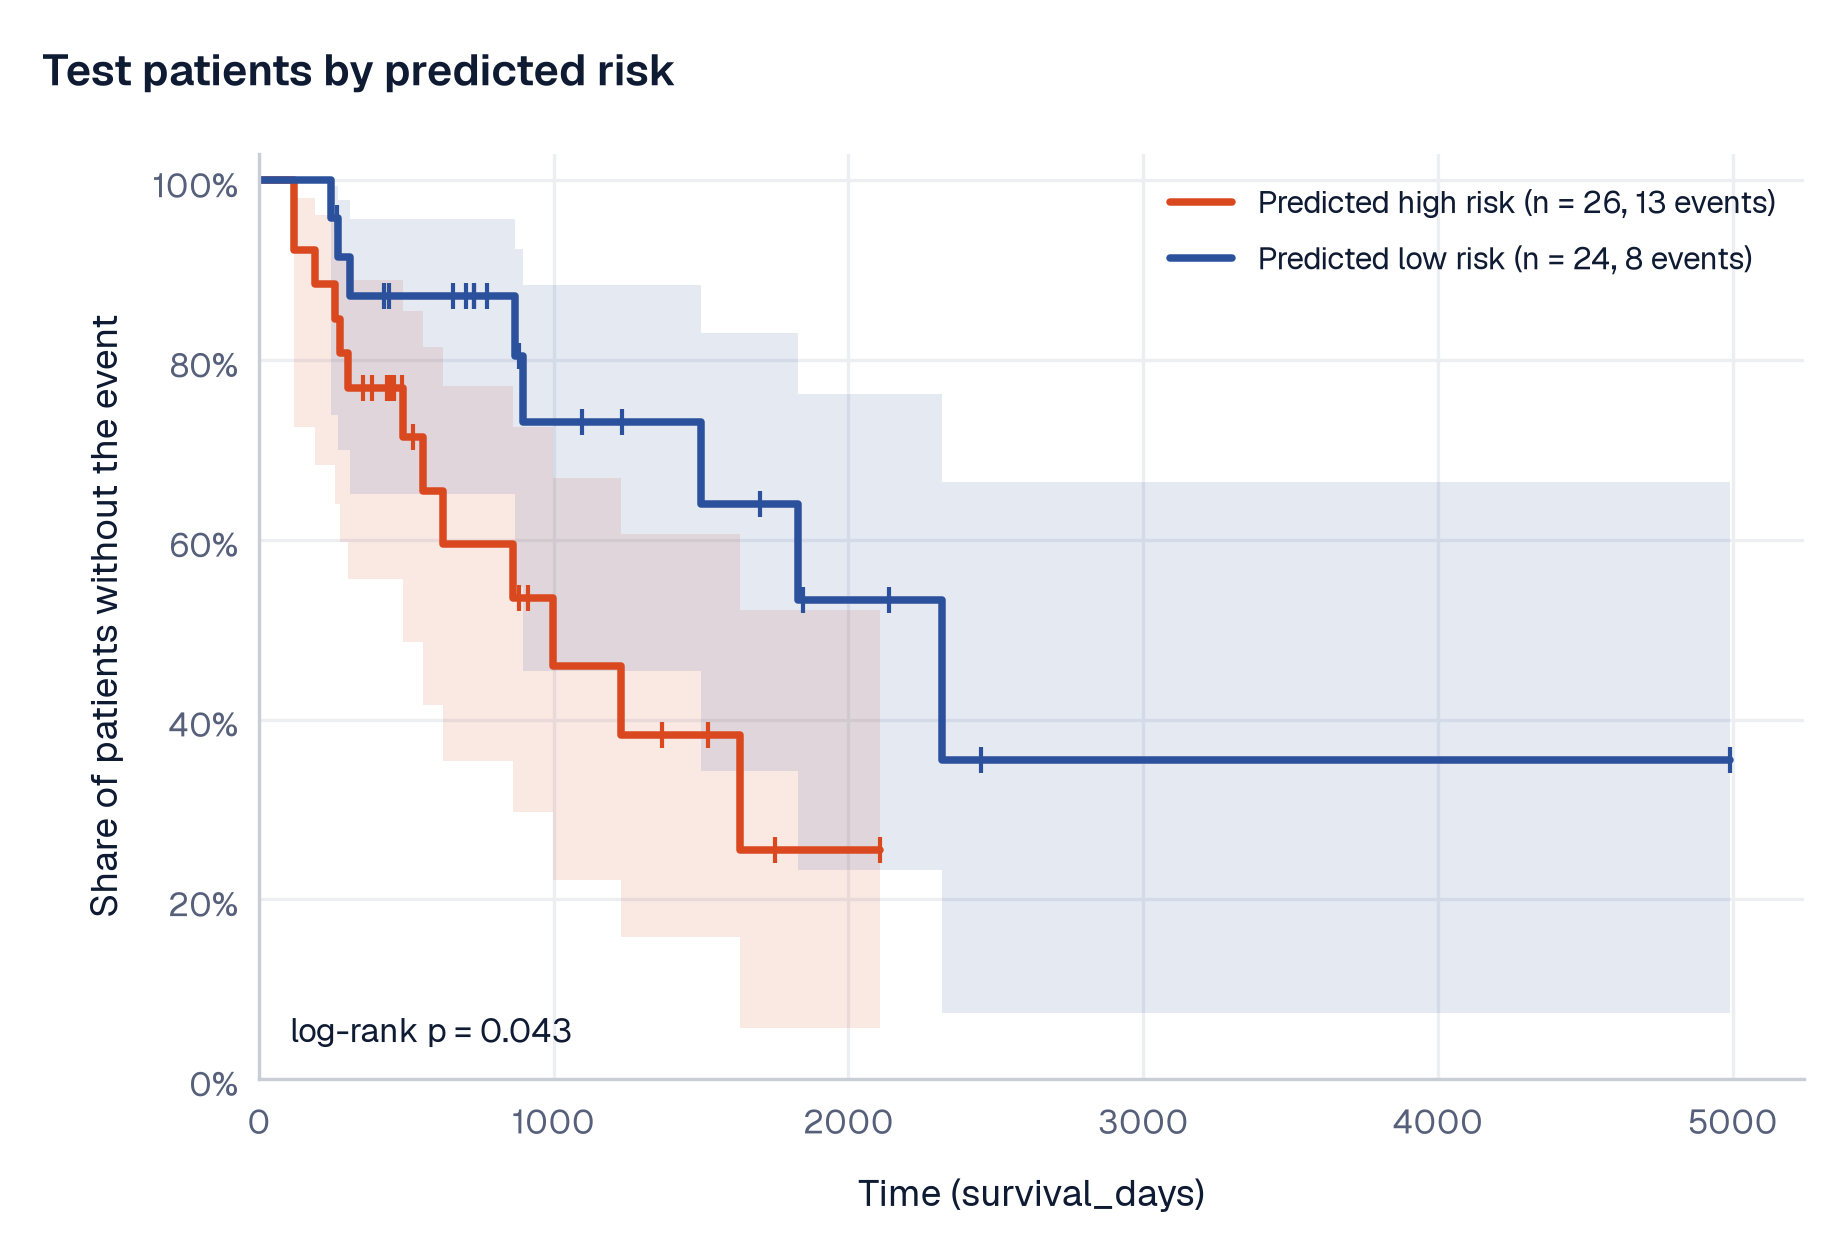 Test patients by predicted risk
Predicted high risk (n = 26, 13 events)
Predicted low risk (n = 24, 8 events)
Share of patients without the event
100%
80%
60%
40%
20%
0%
log-rank p = 0.043
0 1000 2000 3000 4000 5000
Time (survival_days)